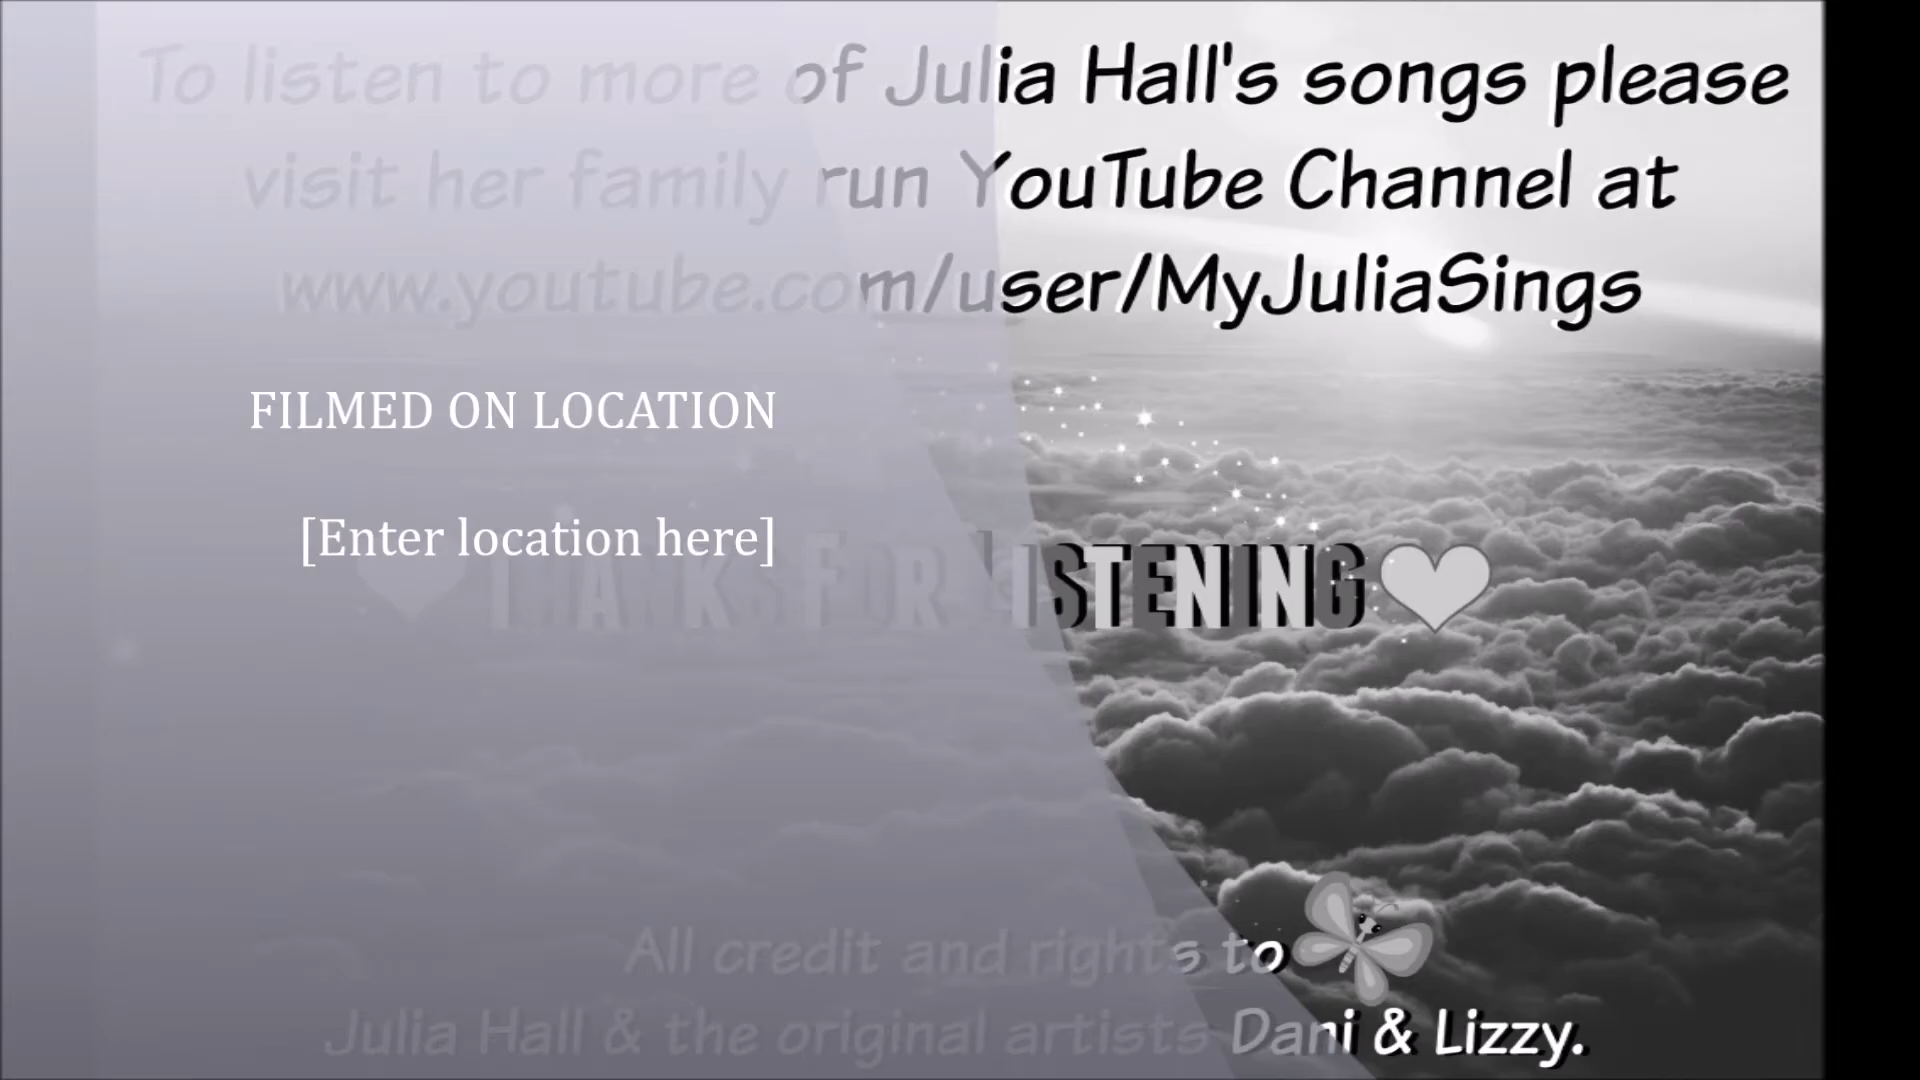 To listen to more of Julia Hall's songs please
visit her family run YouTube Channel at
www.youtube.com/user/MyJuliaSings
FILMED ON LOCATION
[Enter location here]
THANKS FOR LISTENING
All credit and rights to
Julia Hall & the original artists Dani & Lizzy.